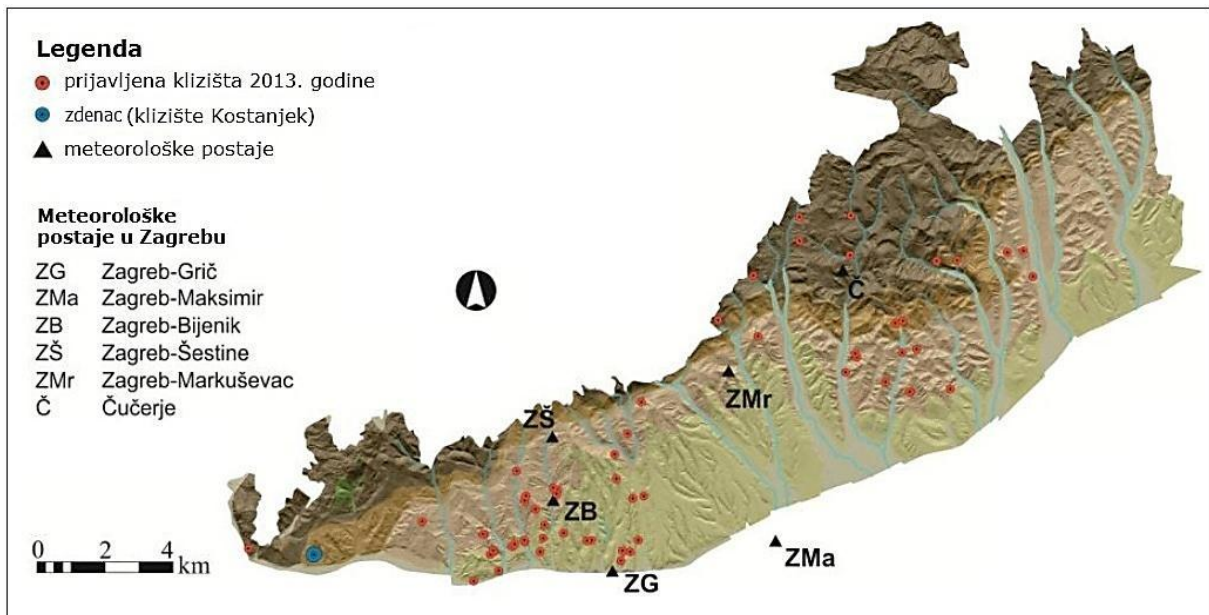 Legenda
prijavljena klizišta 2013. godine
zdenac (klizište Kostanjek)
meteorološke postaje
Meteorološke
postaje u Zagrebu
ZG Zagreb-Grič
ZMa Zagreb-Maksimir
ZB Zagreb-Bijenik
ZŠ Zagreb-Šestine
ZMr Zagreb-Markuševac
Č Čučerje
Č
ZMr
ZŠ
ZB
ZMa
ZG
0 2 4
km